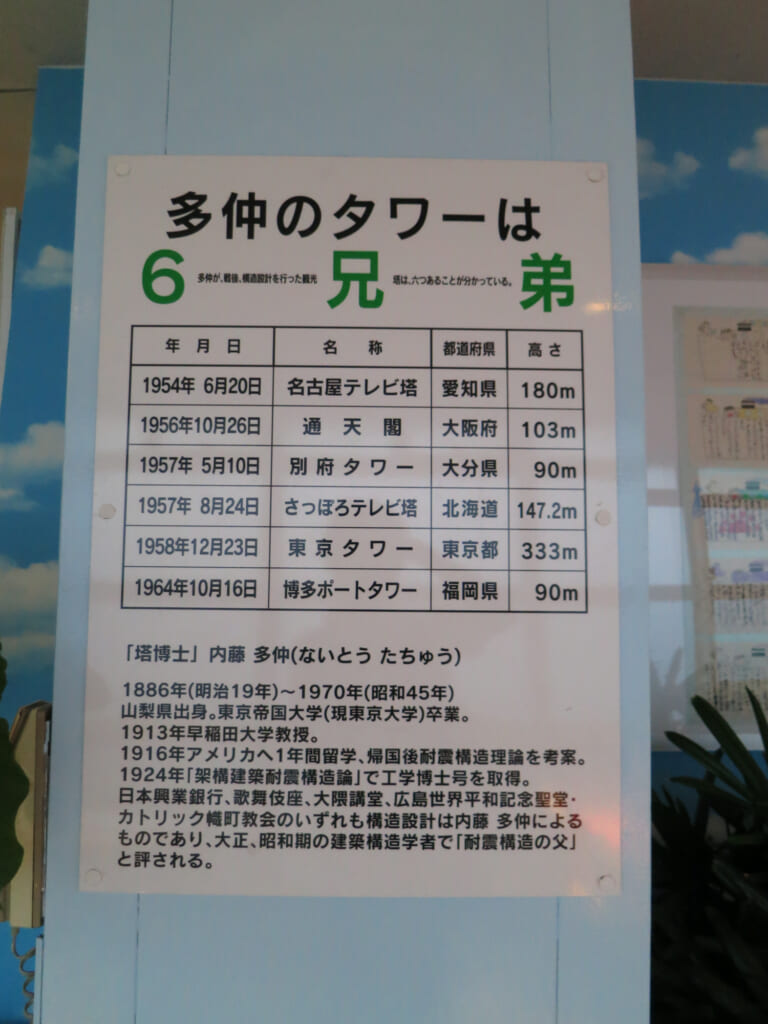 多仲のタワーは
6 多仲が、戦後、構造設計を行った観光 兄 塔は、六つあることが分かっている。 弟
年月日 名称 都道府県 高さ
1954年 6月20日 名古屋テレビ塔 愛知県 180m
1956年10月26日 通天閣 大阪府 103m
1957年 5月10日 別府タワー 大分県 90m
1957年 8月24日 さっぽろテレビ塔 北海道 147.2m
1958年12月23日 東京タワー 東京都 333m
1964年10月16日 博多ポートタワー 福岡県 90m
「塔博士」内藤 多仲(ないとう たちゅう)
1886年(明治19年)～1970年(昭和45年)
山梨県出身。東京帝国大学(現東京大学)卒業。
1913年早稲田大学教授。
1916年アメリカへ1年間留学、帰国後耐震構造理論を考案。
1924年「架構建築耐震構造論」で工学博士号を取得。
日本興業銀行、歌舞伎座、大隈講堂、広島世界平和記念聖堂・
カトリック幟町教会のいずれも構造設計は内藤 多仲による
ものであり、大正、昭和期の建築構造学者で「耐震構造の父」
と評される。